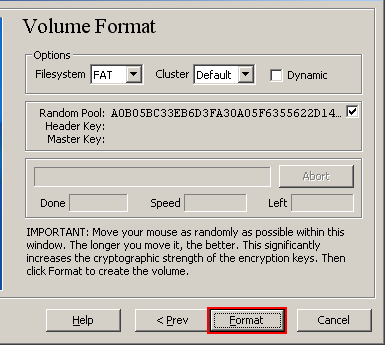 Volume Format
Options
Filesystem FAT Cluster Default Dynamic
Random Pool: A0B05BC33EB6D3FA30A05F6355622D14...
Header Key:
Master Key:
Abort
Done Speed Left
IMPORTANT: Move your mouse as randomly as possible within this
window. The longer you move it, the better. This significantly
increases the cryptographic strength of the encryption keys. Then
click Format to create the volume.
Help < Prev Format Cancel